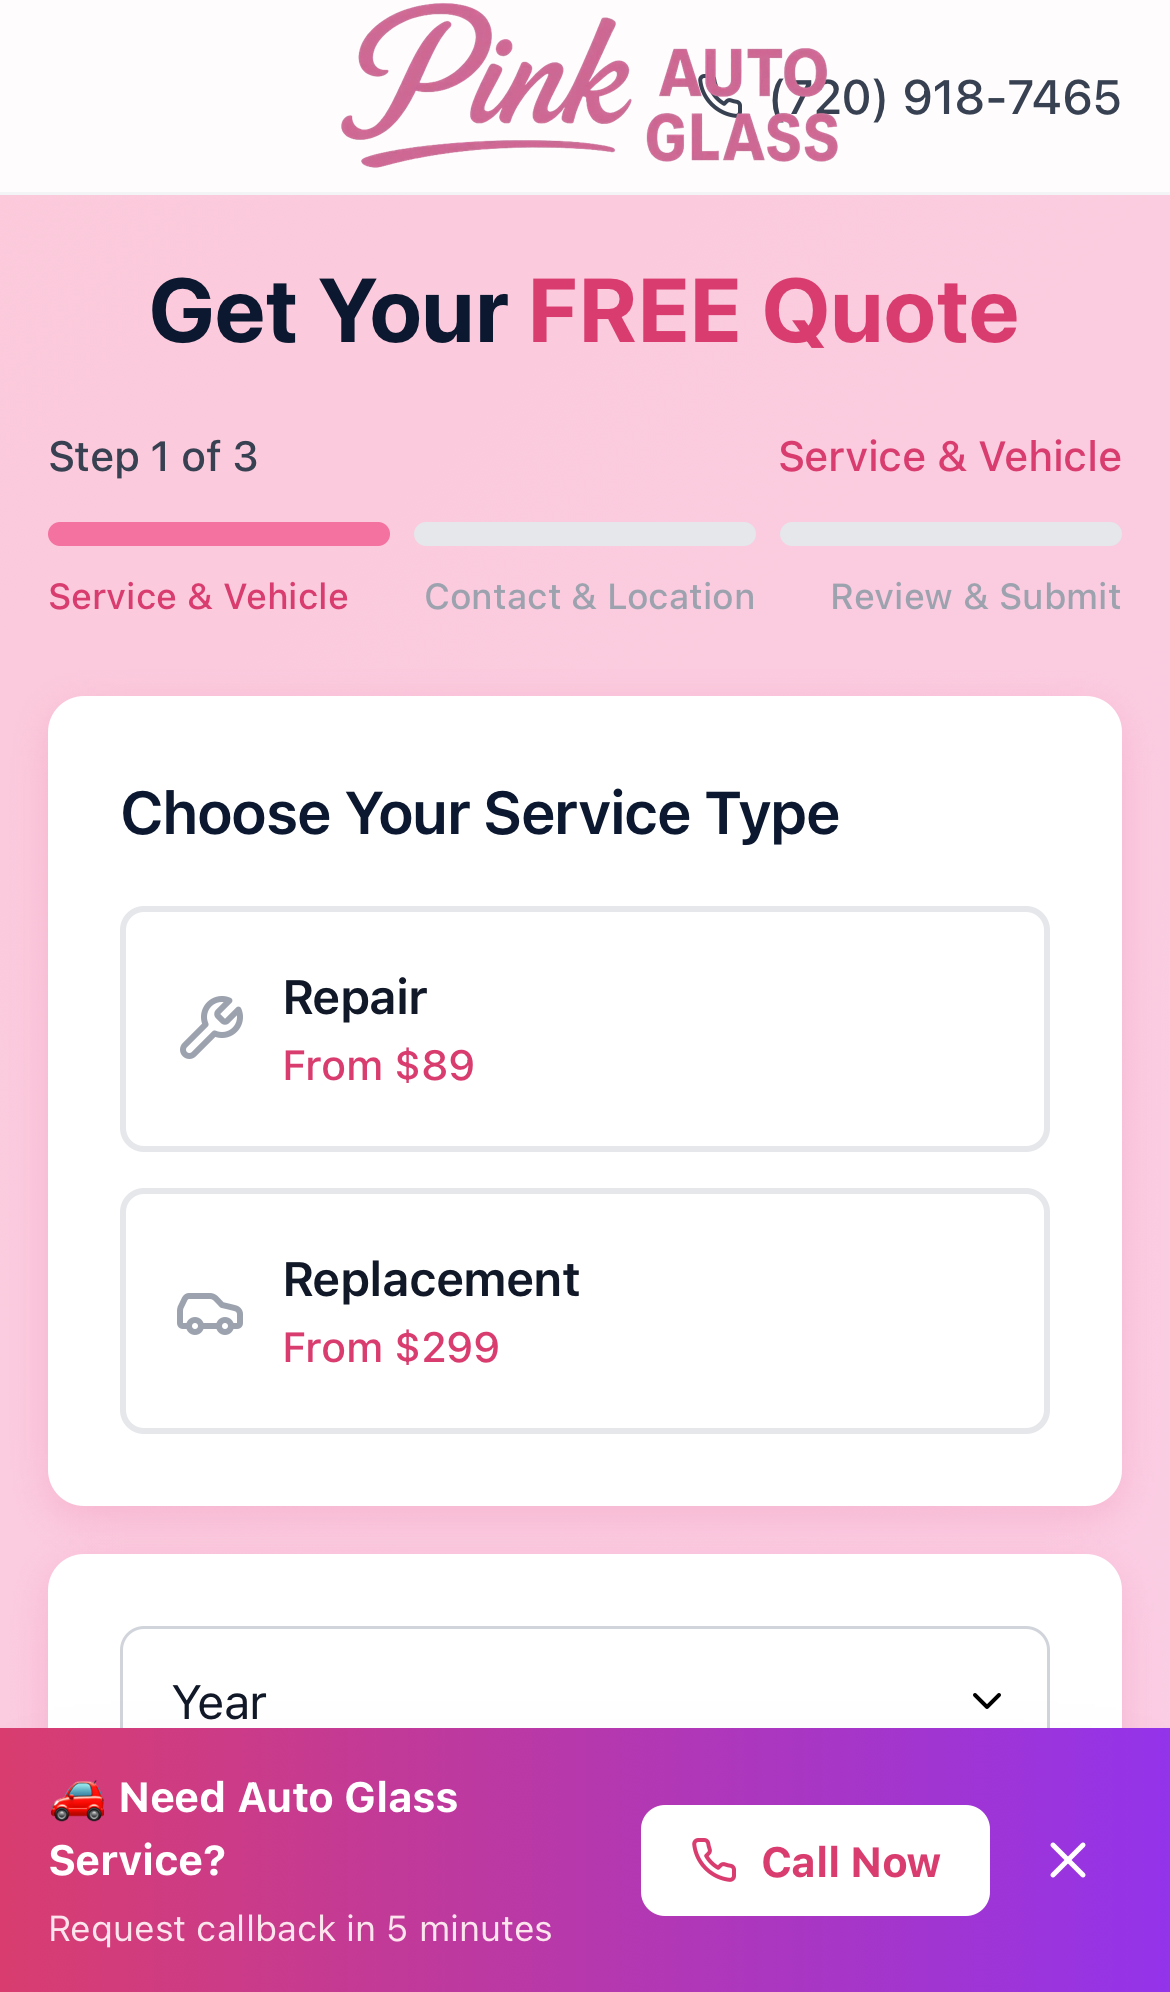 Pink AUTO GLASS
(720) 918-7465
Get Your FREE Quote
Step 1 of 3
Service & Vehicle
Service & Vehicle
Contact & Location
Review & Submit
Choose Your Service Type
Repair
From $89
Replacement
From $299
Year
🚗 Need Auto Glass
Service?
Request callback in 5 minutes
Call Now